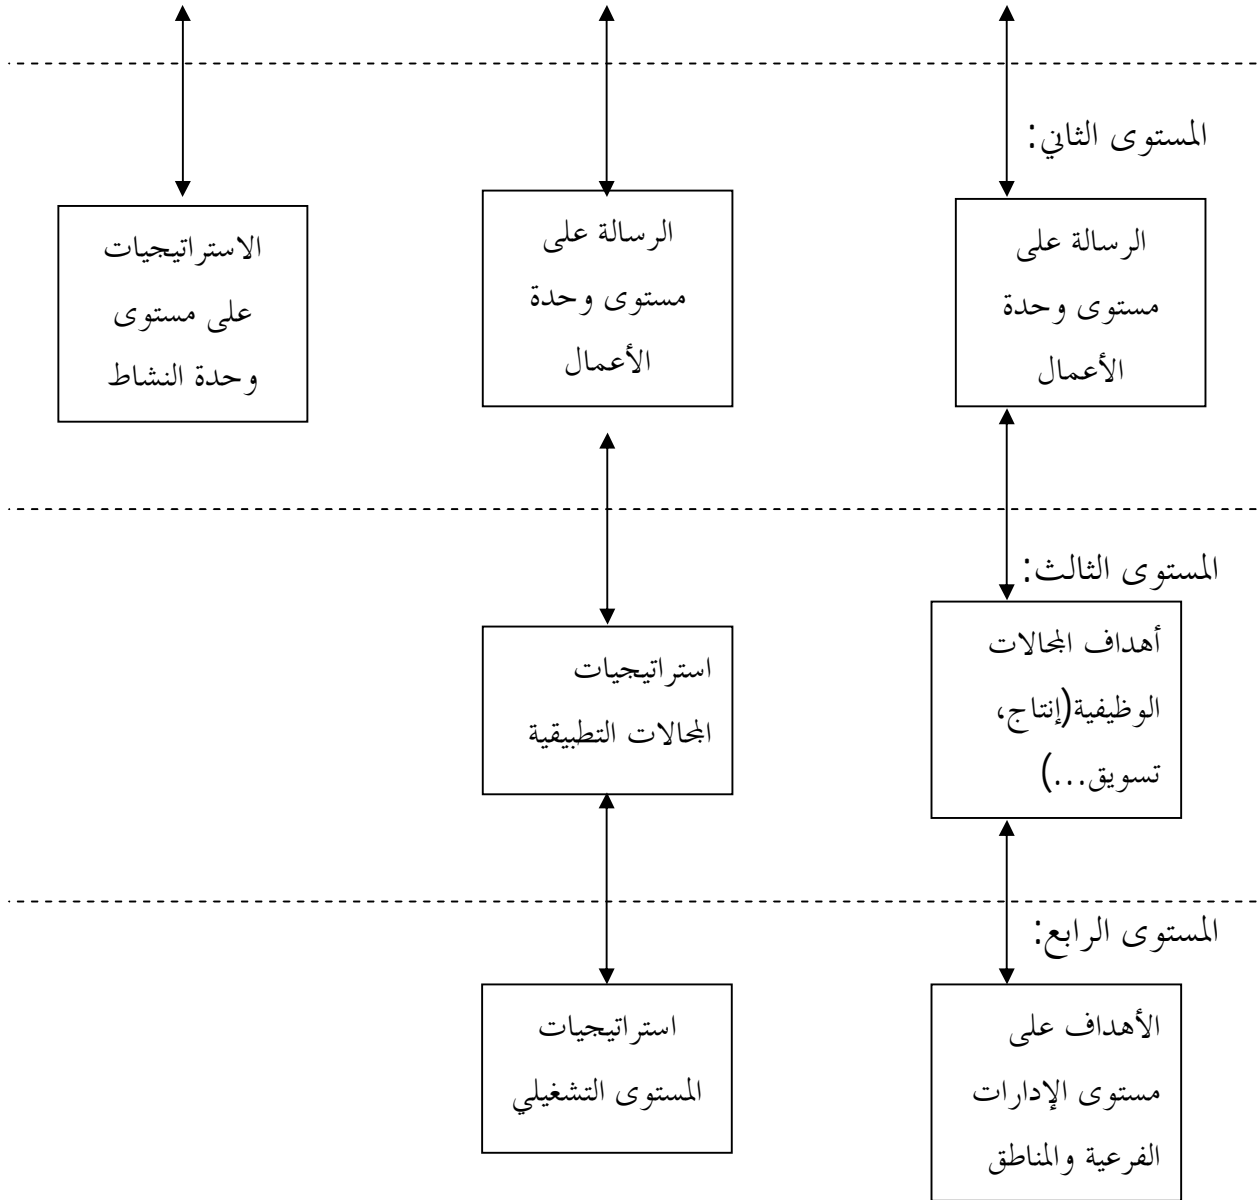 المستوى الثاني:
الرسالة على
مستوى وحدة
الأعمال
الرسالة على
مستوى وحدة
الأعمال
الاستراتيجيات
على مستوى
وحدة النشاط
المستوى الثالث:
أهداف المجالات
الوظيفية(إنتاج،
تسويق...)
استراتيجيات
المجالات التطبيقية
المستوى الرابع:
الأهداف على
مستوى الإدارات
الفرعية والمناطق
استراتيجيات
المستوى التشغيلي